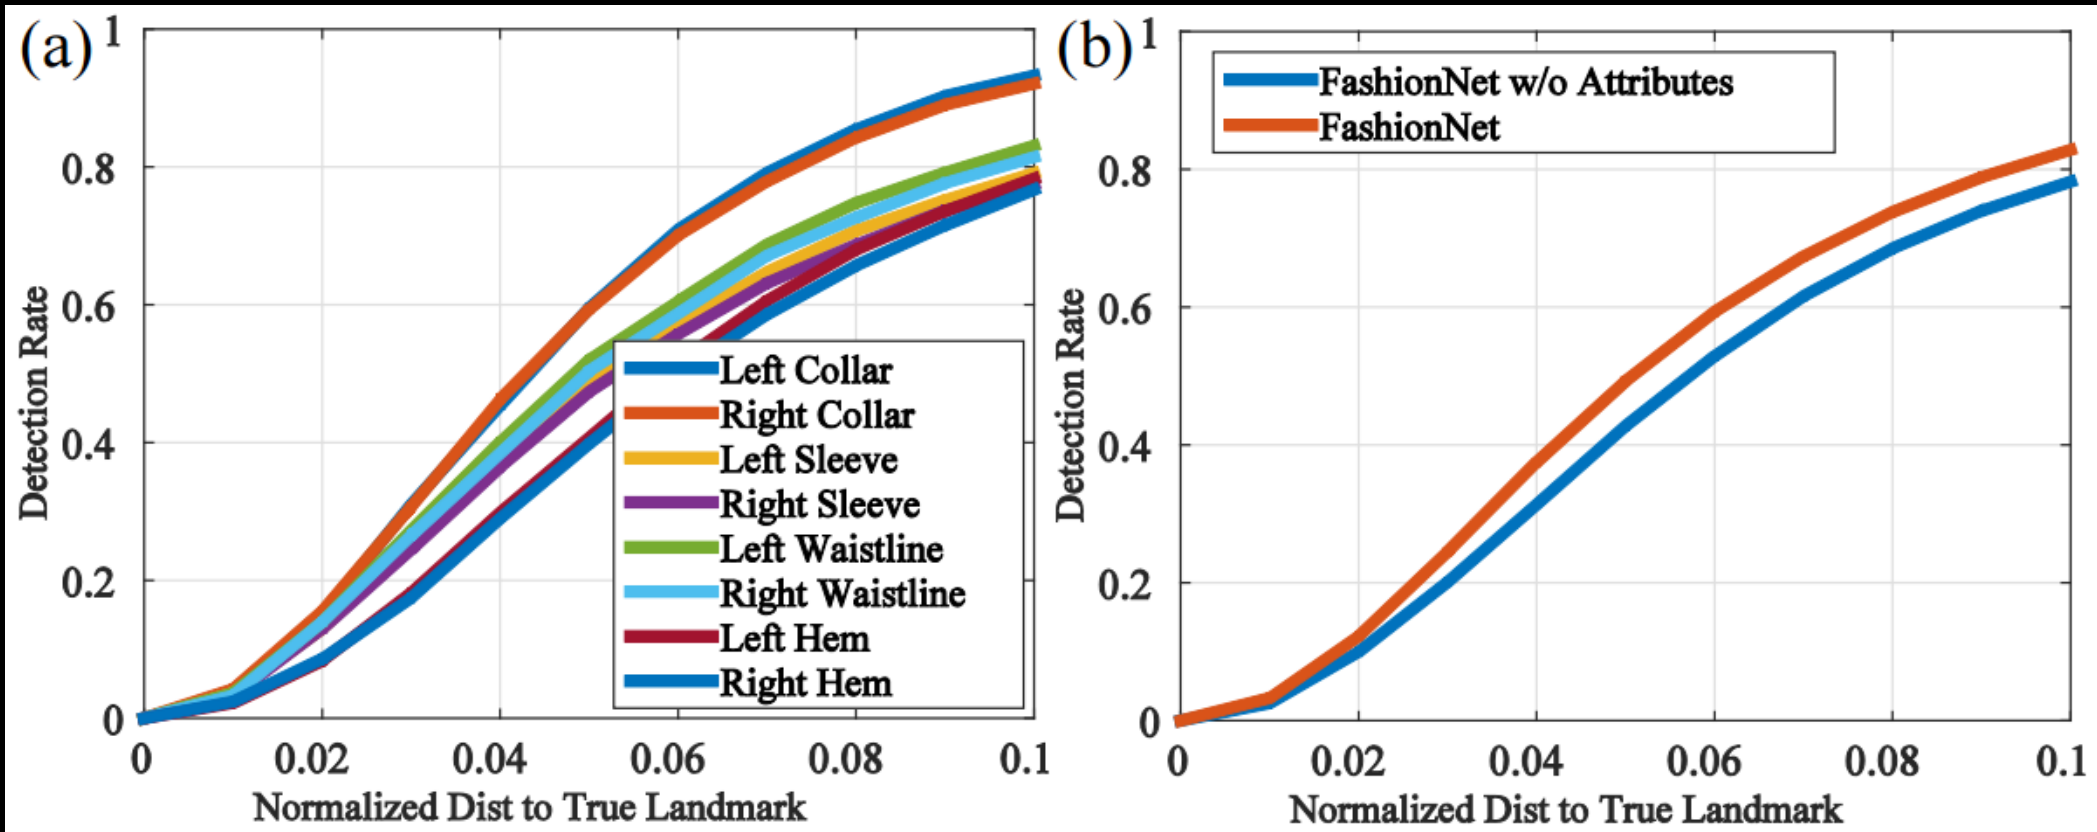 (a)
1
0.8
0.6
0.4
0.2
0
Detection Rate
Left Collar
Right Collar
Left Sleeve
Right Sleeve
Left Waistline
Right Waistline
Left Hem
Right Hem
0 0.02 0.04 0.06 0.08 0.1
Normalized Dist to True Landmark
(b)
1
0.8
0.6
0.4
0.2
0
Detection Rate
FashionNet w/o Attributes
FashionNet
0 0.02 0.04 0.06 0.08 0.1
Normalized Dist to True Landmark